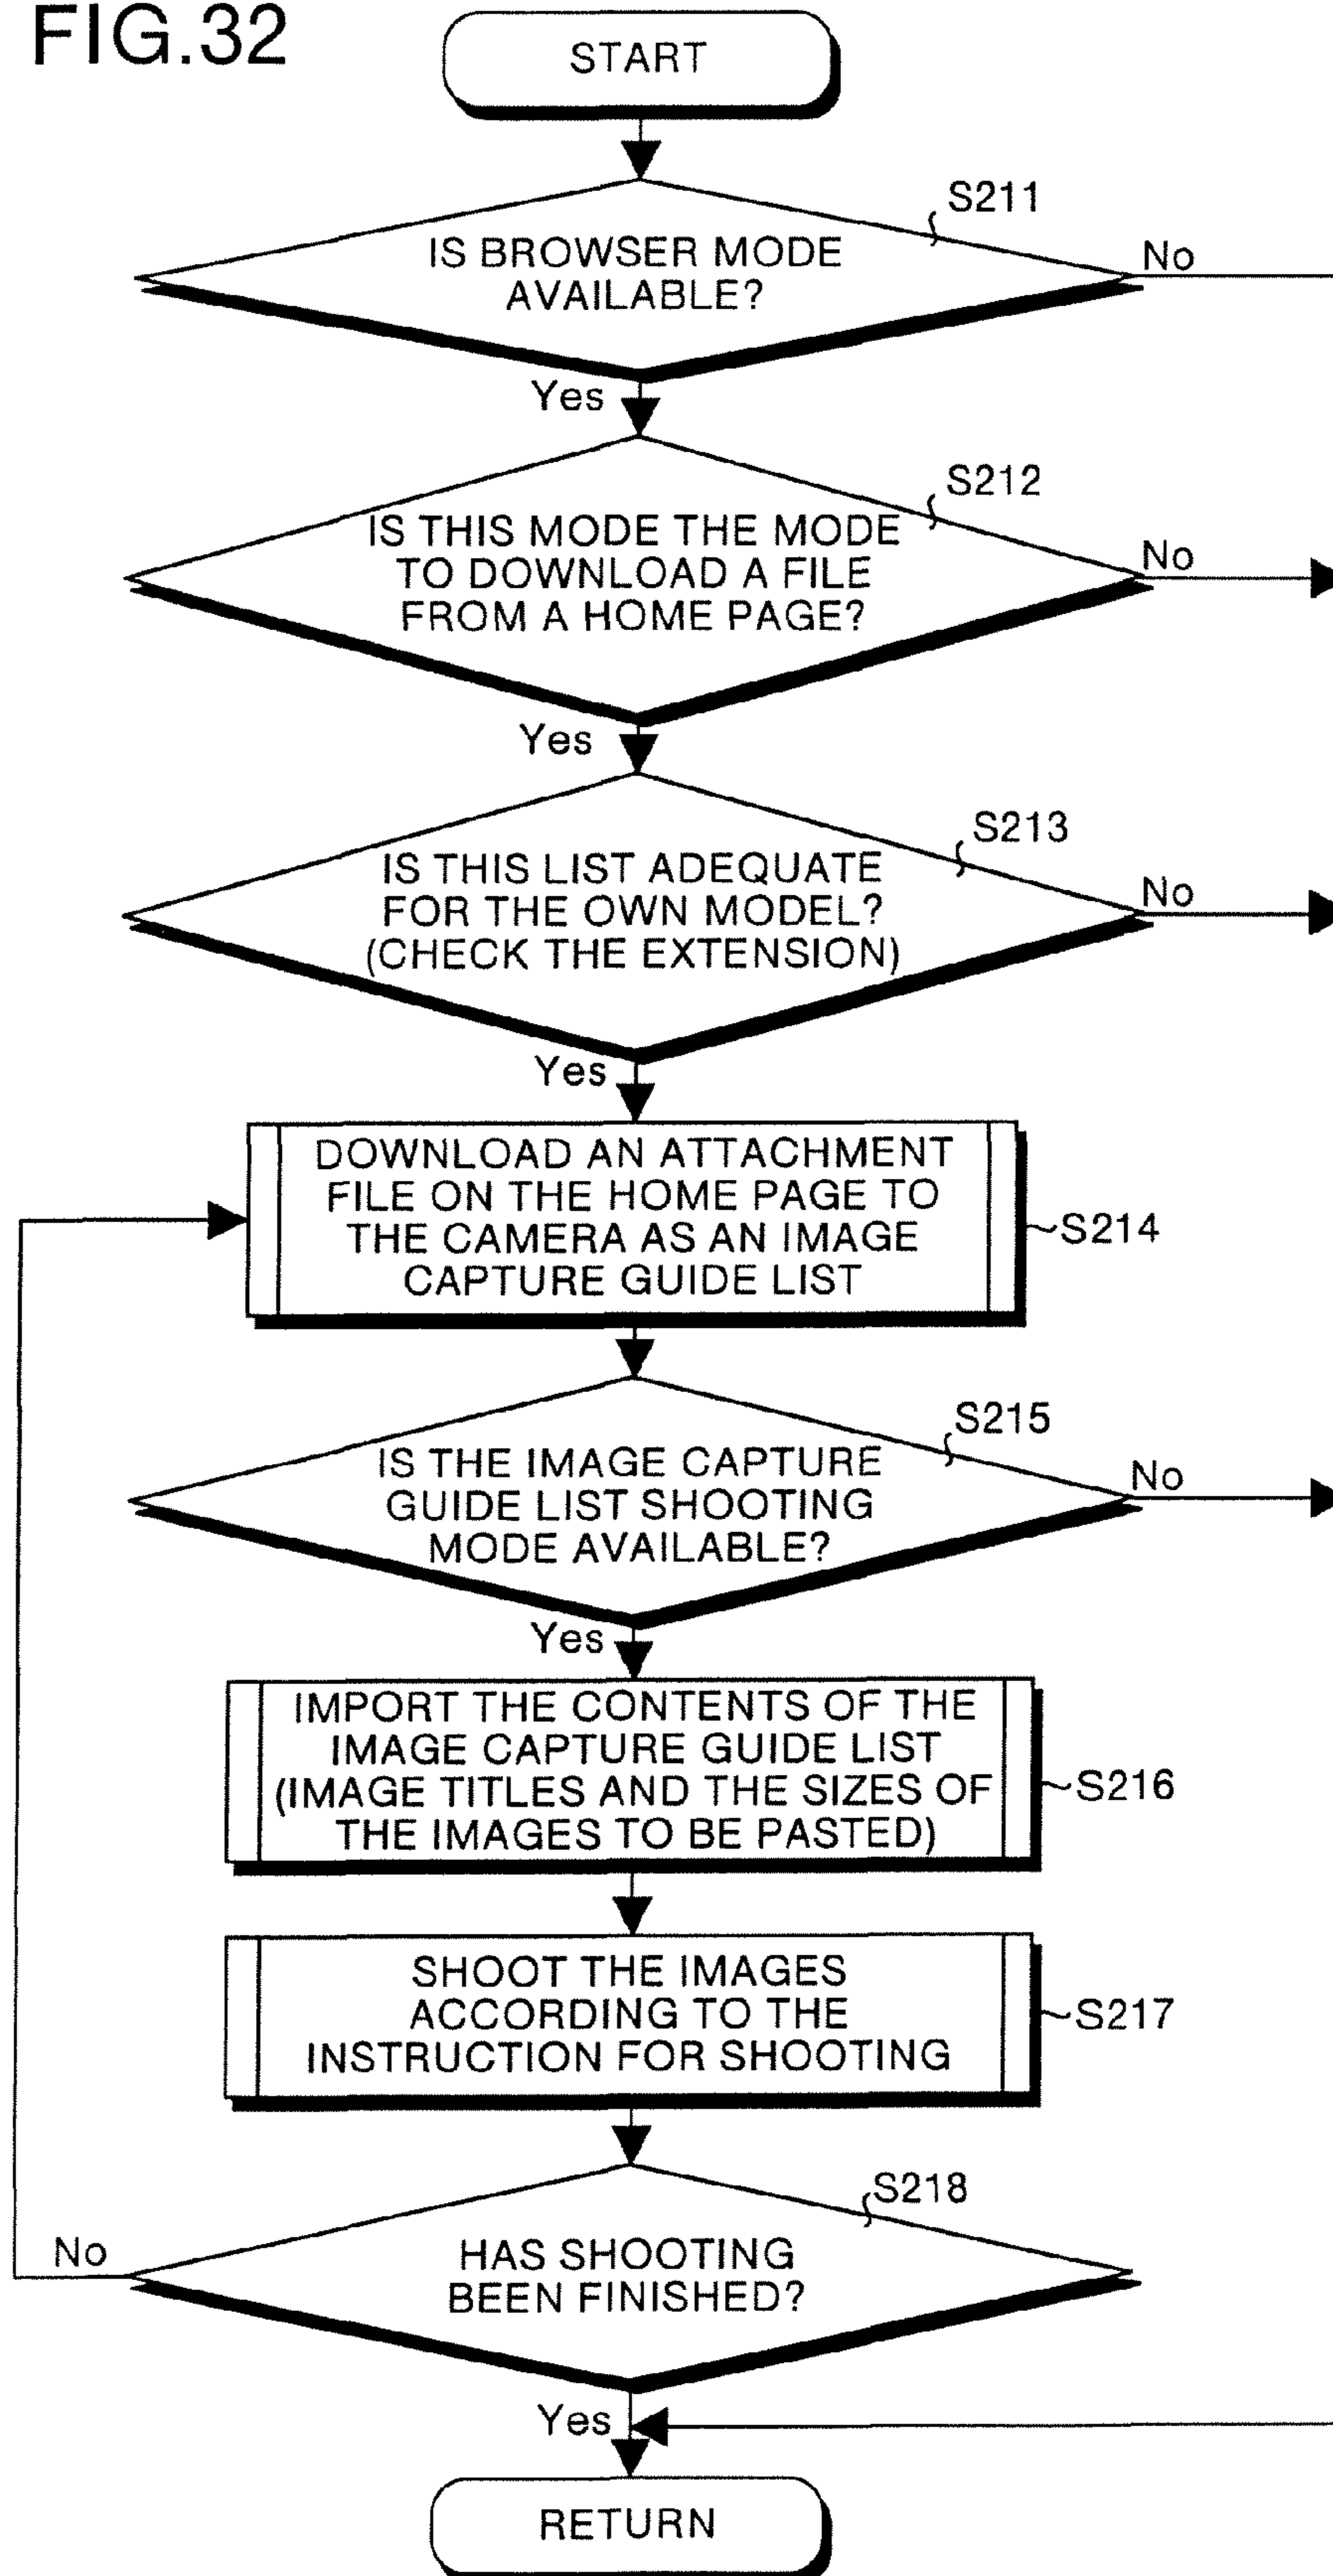 FIG.32
START
S211
IS BROWSER MODE
AVAILABLE?
No
Yes
S212
IS THIS MODE THE MODE
TO DOWNLOAD A FILE
FROM A HOME PAGE?
No
Yes
S213
IS THIS LIST ADEQUATE
FOR THE OWN MODEL?
(CHECK THE EXTENSION)
No
Yes
DOWNLOAD AN ATTACHMENT
FILE ON THE HOME PAGE TO
THE CAMERA AS AN IMAGE
CAPTURE GUIDE LIST
S214
S215
IS THE IMAGE CAPTURE
GUIDE LIST SHOOTING
MODE AVAILABLE?
No
Yes
IMPORT THE CONTENTS OF THE
IMAGE CAPTURE GUIDE LIST
(IMAGE TITLES AND THE SIZES OF
THE IMAGES TO BE PASTED)
S216
SHOOT THE IMAGES
ACCORDING TO THE
INSTRUCTION FOR SHOOTING
S217
S218
HAS SHOOTING
BEEN FINISHED?
No
Yes
RETURN